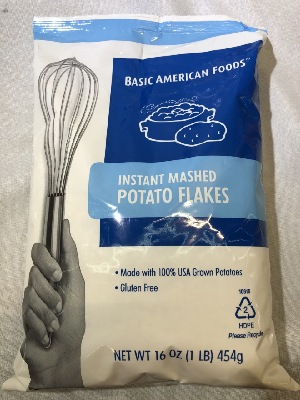 BASIC AMERICAN FOODS™
INSTANT MASHED
POTATO FLAKES
• Made with 100% USA Grown Potatoes
• Gluten Free
2
HDPE
Please Recycle
NET WT 16 OZ (1 LB) 454g